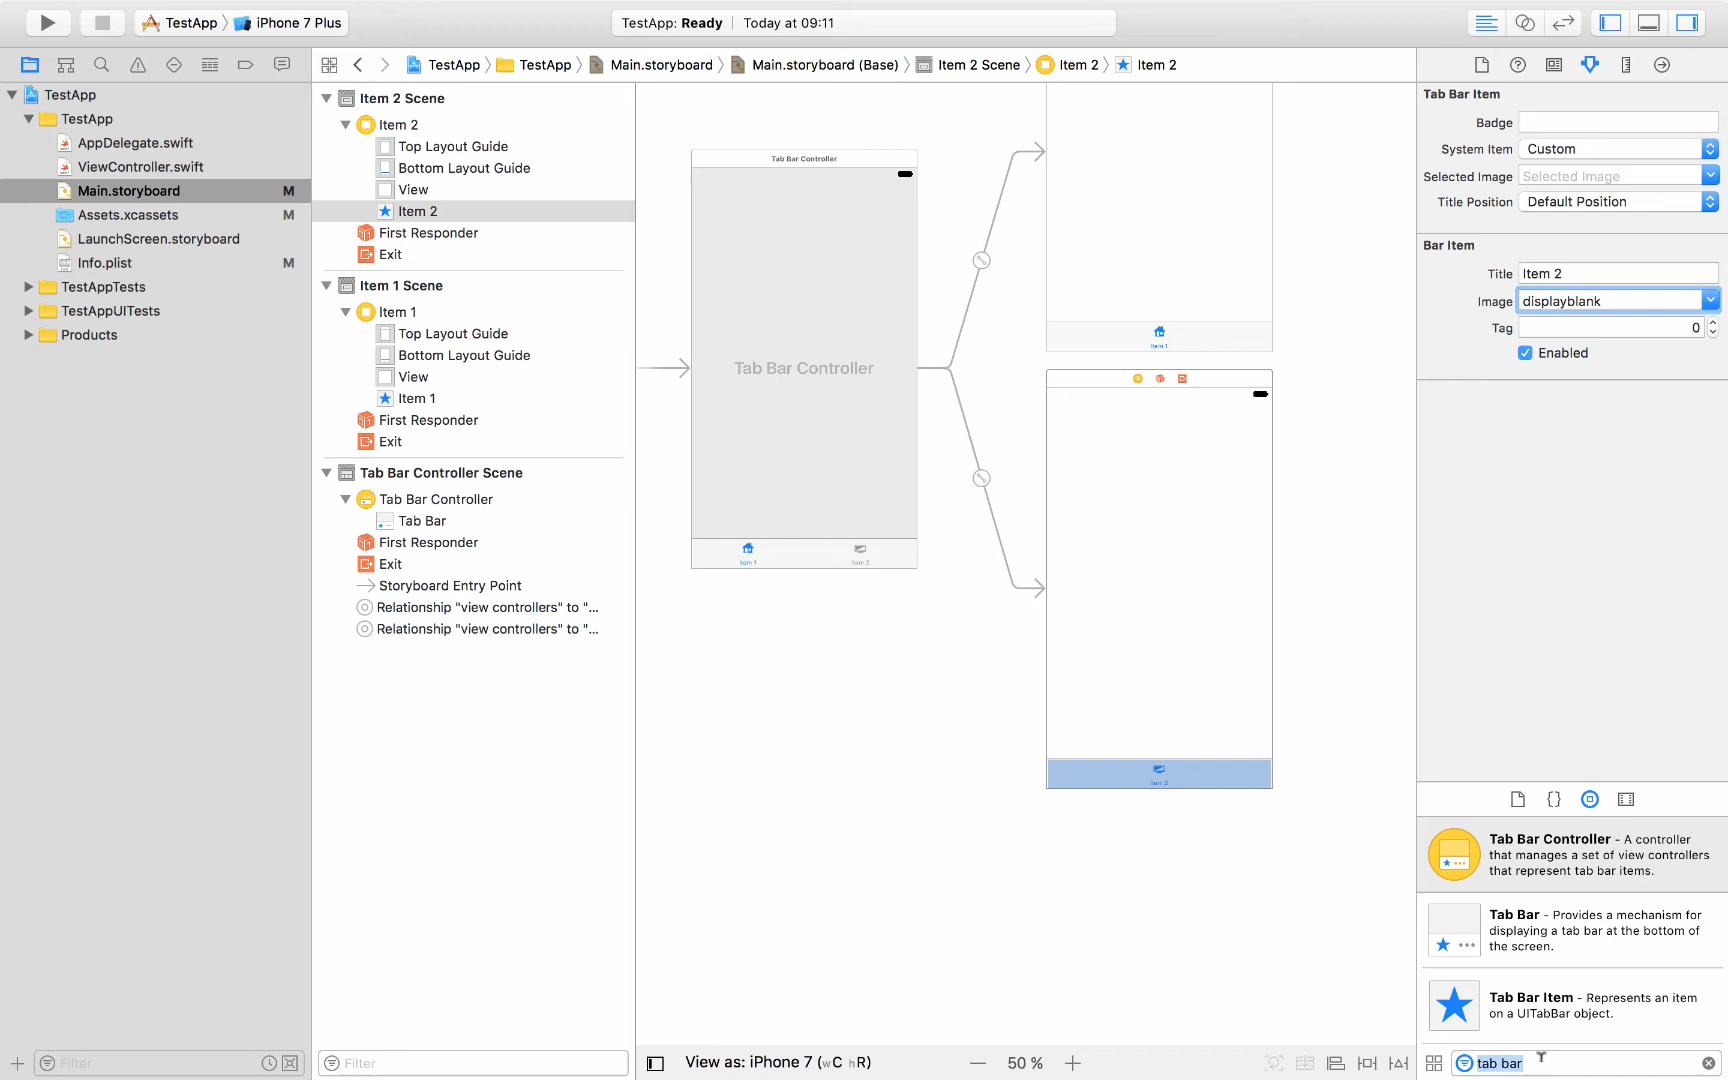 TestApp
iPhone 7 Plus
TestApp: Ready
Today at 09:11
TestApp
TestApp
AppDelegate.swift
ViewController.swift
Main.storyboard M
Assets.xcassets M
LaunchScreen.storyboard
Info.plist M
TestAppTests
TestAppUITests
Products
Filter
TestApp
TestApp
Main.storyboard
Main.storyboard (Base)
Item 2 Scene
Item 2
Item 2
Item 2 Scene
Item 2
Top Layout Guide
Bottom Layout Guide
View
Item 2
First Responder
Exit
Item 1 Scene
Item 1
Top Layout Guide
Bottom Layout Guide
View
Item 1
First Responder
Exit
Tab Bar Controller Scene
Tab Bar Controller
Tab Bar
First Responder
Exit
Storyboard Entry Point
Relationship "view controllers" to "...
Relationship "view controllers" to "...
Filter
Tab Bar Controller
Tab Bar Controller
Item 1
Item 2
Item 1
Item 2
View as: iPhone 7 (wC hR)
50 %
Tab Bar Item
Badge
System Item Custom
Selected Image Selected Image
Title Position Default Position
Bar Item
Title Item 2
Image displayblank
Tag 0
Enabled
Tab Bar Controller - A controller
that manages a set of view controllers
that represent tab bar items.
Tab Bar - Provides a mechanism for
displaying a tab bar at the bottom of
the screen.
Tab Bar Item - Represents an item
on a UITabBar object.
tab bar